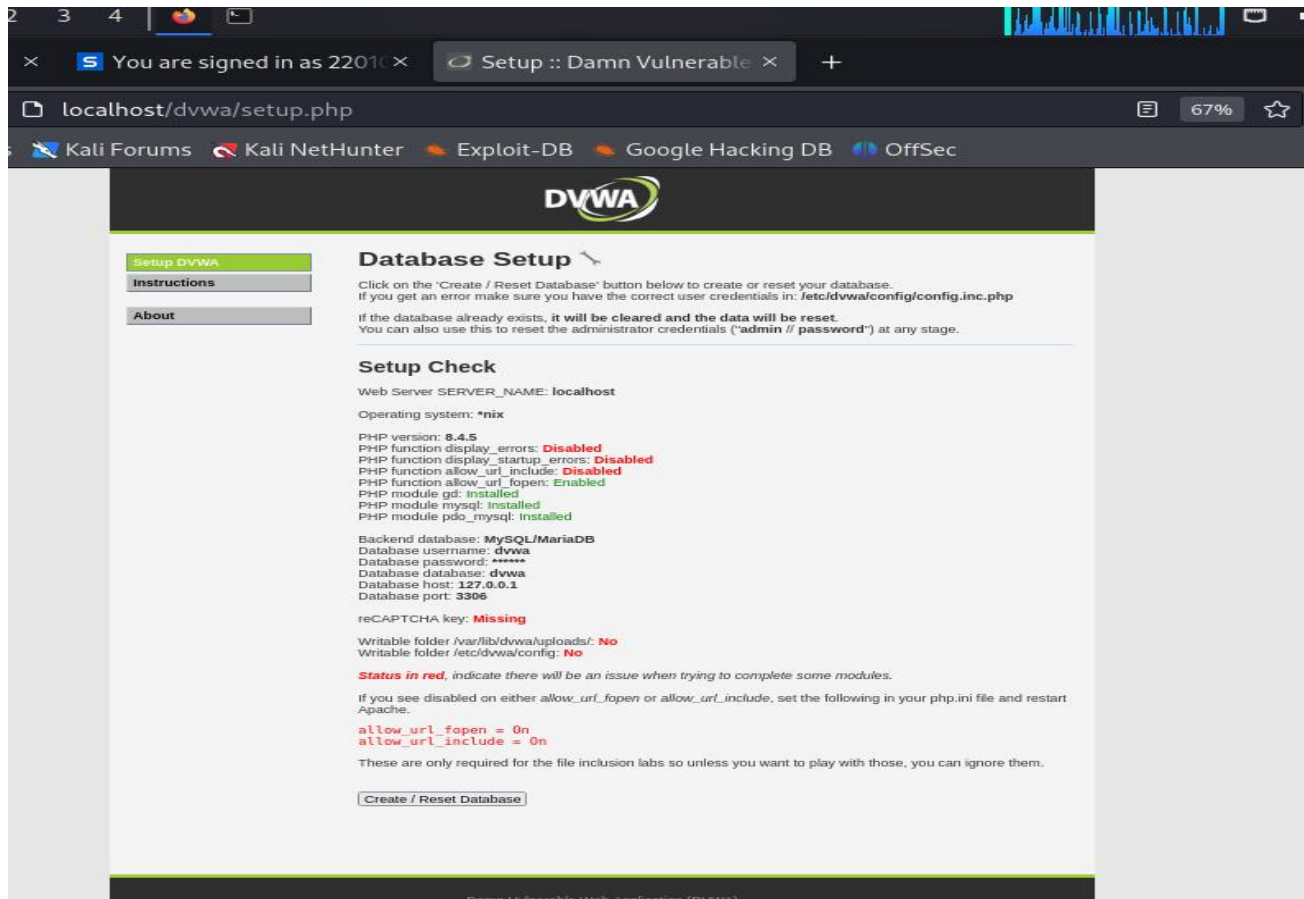 2 3 4
You are signed in as 2201
Setup :: Damn Vulnerable
localhost/dvwa/setup.php
67%
s Kali Forums Kali NetHunter Exploit-DB Google Hacking DB OffSec
DVWA
Setup DVWA
Instructions
About
Database Setup
Click on the 'Create / Reset Database' button below to create or reset your database.
If you get an error make sure you have the correct user credentials in: /etc/dvwa/config/config.inc.php
If the database already exists, it will be cleared and the data will be reset.
You can also use this to reset the administrator credentials ("admin // password") at any stage.
Setup Check
Web Server SERVER_NAME: localhost
Operating system: *nix
PHP version: 8.4.5
PHP function display_errors: Disabled
PHP function display_startup_errors: Disabled
PHP function allow_url_include: Disabled
PHP function allow_url_fopen: Enabled
PHP module gd: Installed
PHP module mysql: Installed
PHP module pdo_mysql: Installed
Backend database: MySQL/MariaDB
Database username: dvwa
Database password: ******
Database database: dvwa
Database host: 127.0.0.1
Database port: 3306
reCAPTCHA key: Missing
Writable folder /var/lib/dvwa/uploads/: No
Writable folder /etc/dvwa/config: No
Status in red, indicate there will be an issue when trying to complete some modules.
If you see disabled on either allow_url_fopen or allow_url_include, set the following in your php.ini file and restart
Apache.
allow_url_fopen = On
allow_url_include = On
These are only required for the file inclusion labs so unless you want to play with those, you can ignore them.
Create / Reset Database